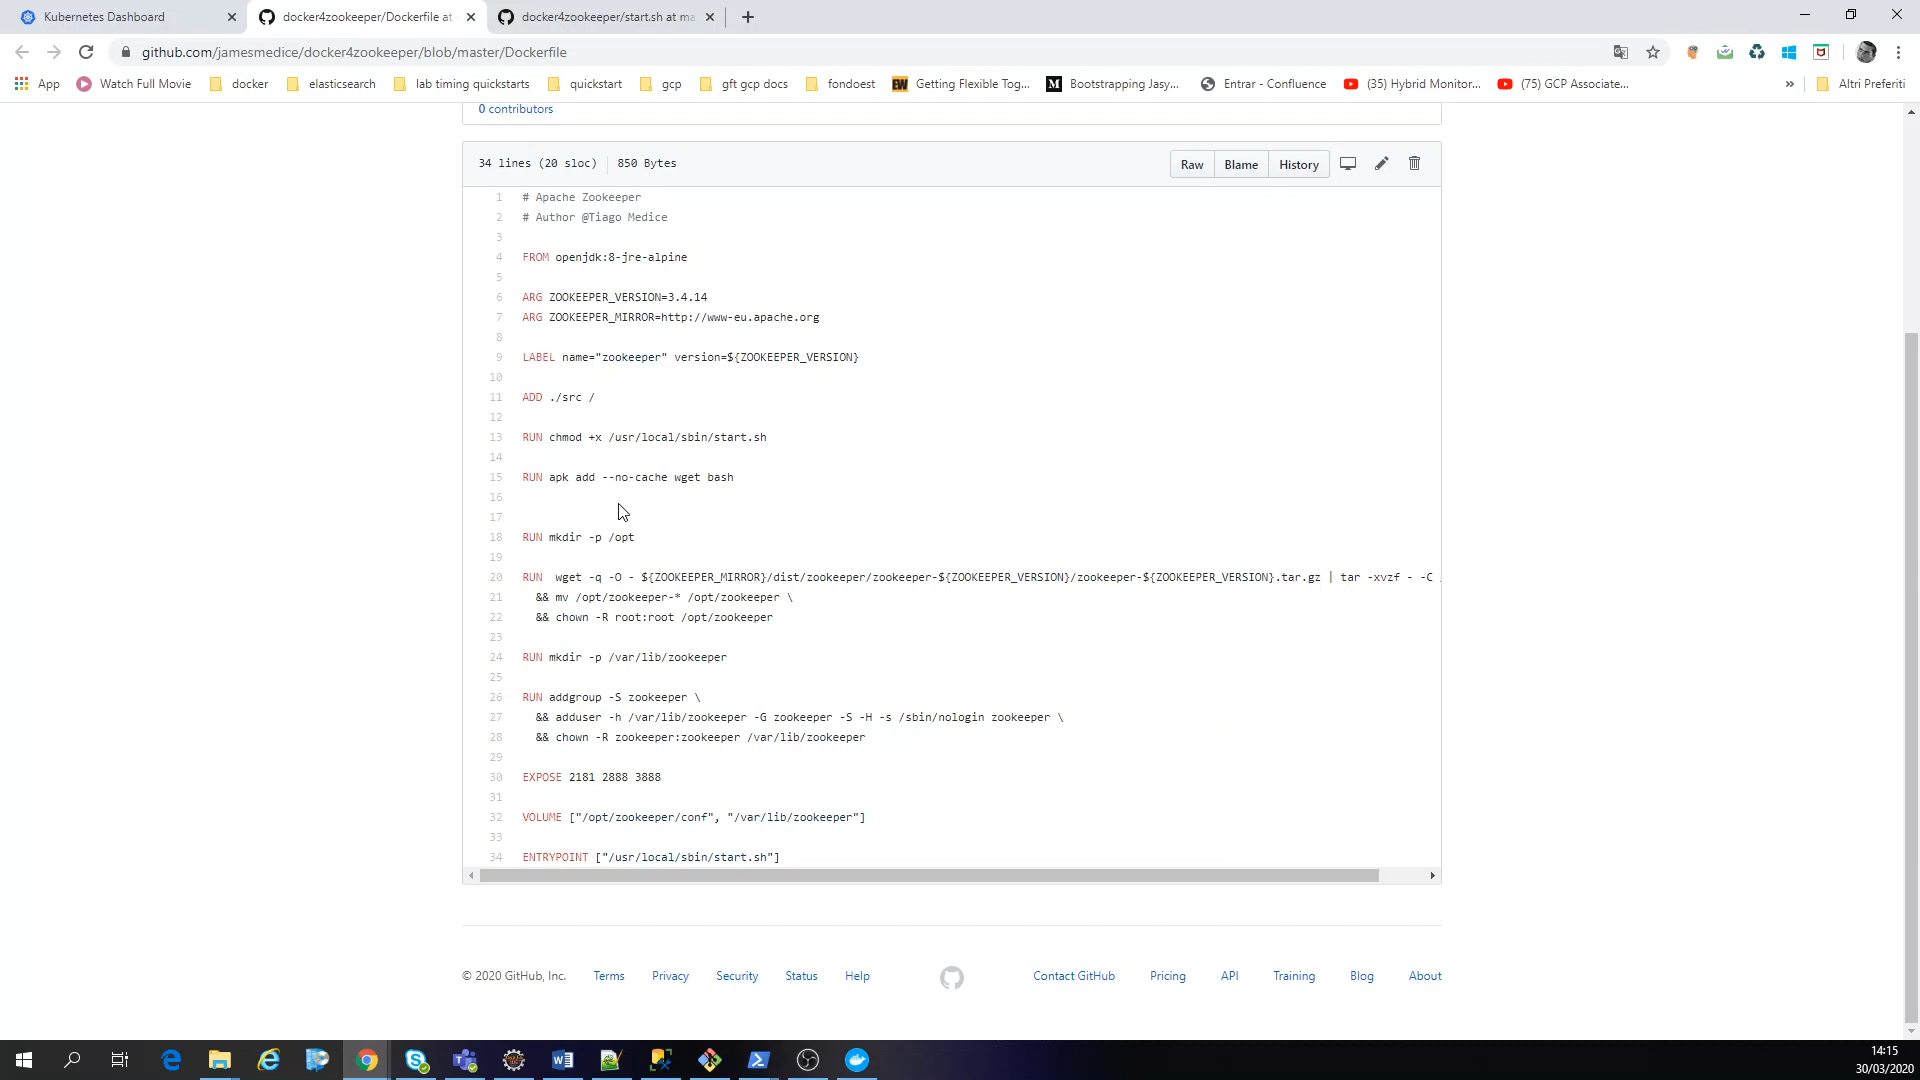 Kubernetes Dashboard
docker4zookeeper/Dockerfile at
docker4zookeeper/start.sh at ma
github.com/jamesmedice/docker4zookeeper/blob/master/Dockerfile
App
Watch Full Movie
docker
elasticsearch
lab timing quickstarts
quickstart
gcp
gft gcp docs
fondoest
Getting Flexible Tog...
Bootstrapping Jasy...
Entrar - Confluence
(35) Hybrid Monitor...
(75) GCP Associate...
»
Altri Preferiti
0 contributors
34 lines (20 sloc) 850 Bytes
Raw Blame History
1 # Apache Zookeeper
2 # Author @Tiago Medice
3
4 FROM openjdk:8-jre-alpine
5
6 ARG ZOOKEEPER_VERSION=3.4.14
7 ARG ZOOKEEPER_MIRROR=http://www-eu.apache.org
8
9 LABEL name="zookeeper" version=${ZOOKEEPER_VERSION}
10
11 ADD ./src /
12
13 RUN chmod +x /usr/local/sbin/start.sh
14
15 RUN apk add --no-cache wget bash
16
17
18 RUN mkdir -p /opt
19
20 RUN  wget -q -O - ${ZOOKEEPER_MIRROR}/dist/zookeeper/zookeeper-${ZOOKEEPER_VERSION}/zookeeper-${ZOOKEEPER_VERSION}.tar.gz | tar -xvzf - -C
21   && mv /opt/zookeeper-* /opt/zookeeper \
22   && chown -R root:root /opt/zookeeper
23
24 RUN mkdir -p /var/lib/zookeeper
25
26 RUN addgroup -S zookeeper \
27   && adduser -h /var/lib/zookeeper -G zookeeper -S -H -s /sbin/nologin zookeeper \
28   && chown -R zookeeper:zookeeper /var/lib/zookeeper
29
30 EXPOSE 2181 2888 3888
31
32 VOLUME ["/opt/zookeeper/conf", "/var/lib/zookeeper"]
33
34 ENTRYPOINT ["/usr/local/sbin/start.sh"]
© 2020 GitHub, Inc. Terms Privacy Security Status Help Contact GitHub Pricing API Training Blog About
14:15
30/03/2020